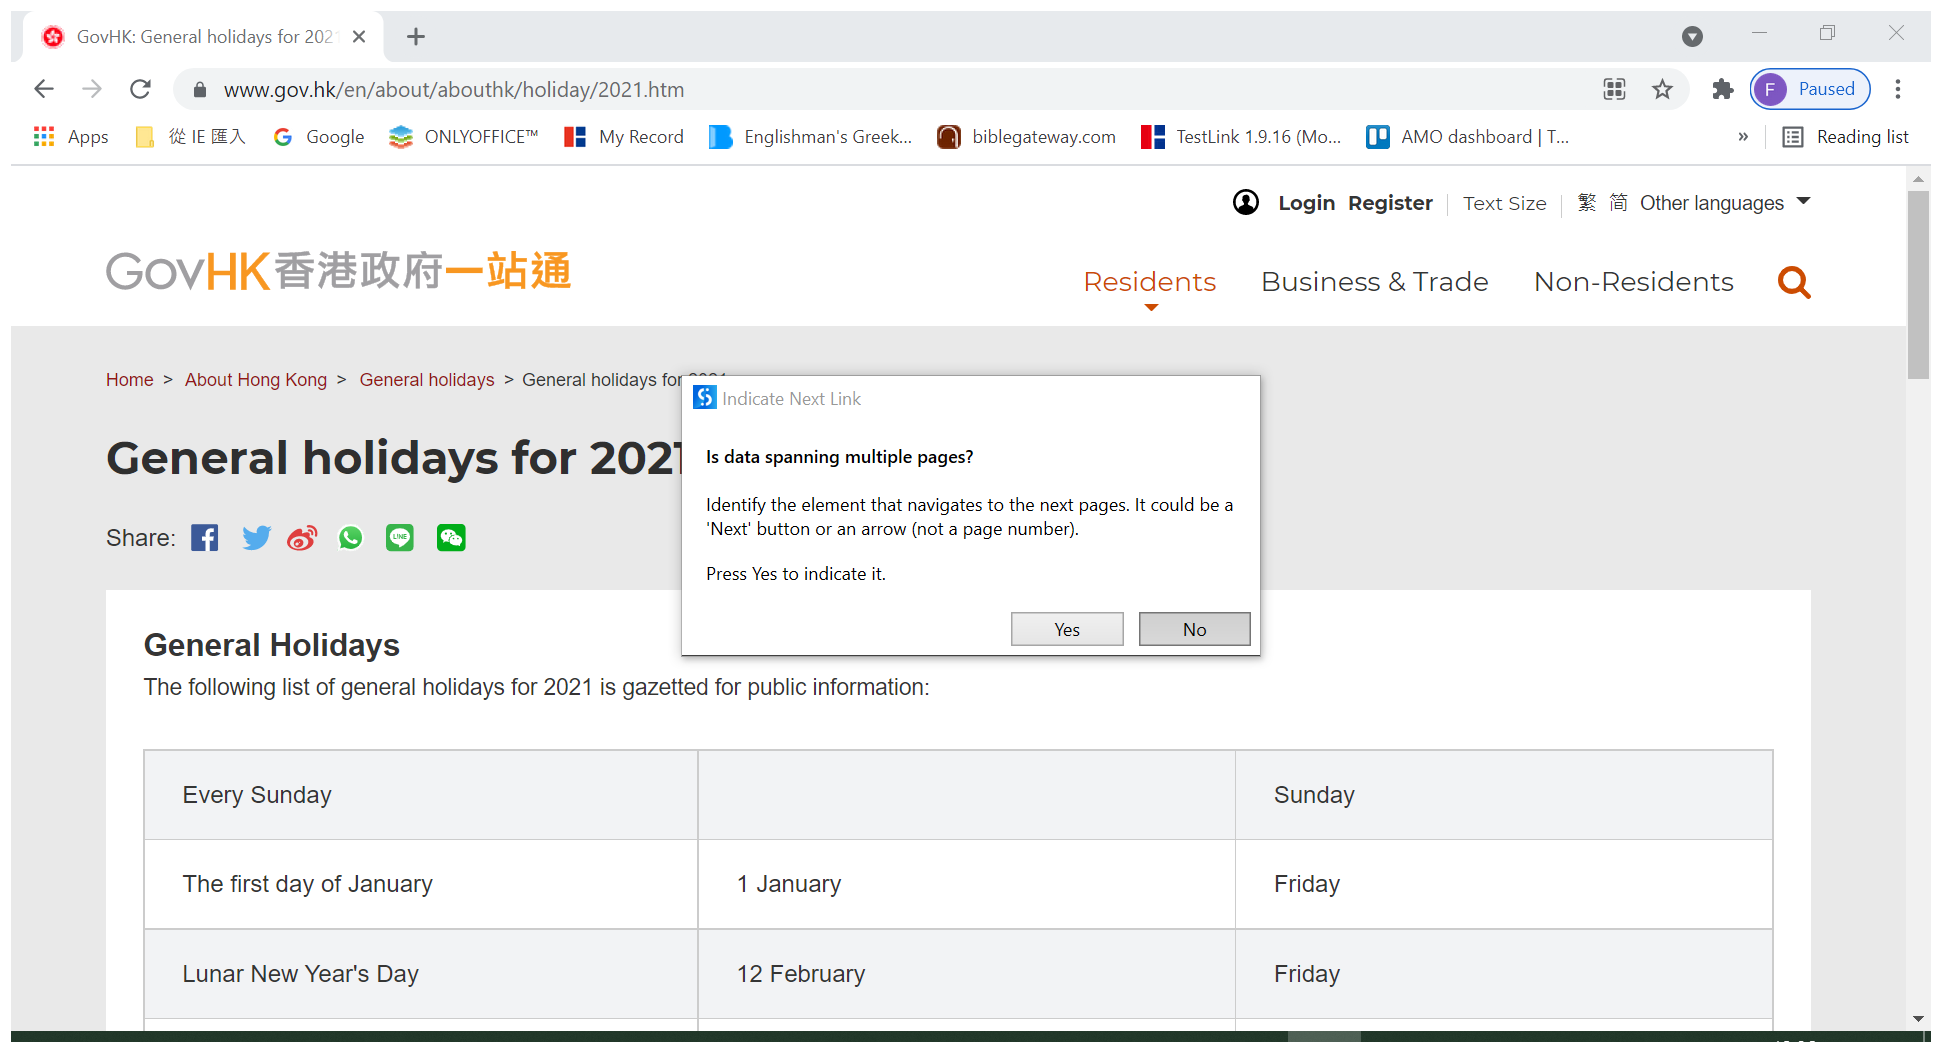 GovHK: General holidays for 202
www.gov.hk/en/about/abouthk/holiday/2021.htm
F Paused
Apps 從 IE 匯入 Google ONLYOFFICE™ My Record Englishman's Greek... biblegateway.com TestLink 1.9.16 (Mo... AMO dashboard | T... » Reading list
Login Register Text Size 繁 简 Other languages
GovHK香港政府一站通
Residents Business & Trade Non-Residents
Home > About Hong Kong > General holidays > General holidays for
Indicate Next Link
Is data spanning multiple pages?
Identify the element that navigates to the next pages. It could be a
'Next' button or an arrow (not a page number).
Press Yes to indicate it.
Yes No
General holidays for 2021
Share: LINE
General Holidays
The following list of general holidays for 2021 is gazetted for public information:
Every Sunday Sunday
The first day of January 1 January Friday
Lunar New Year's Day 12 February Friday